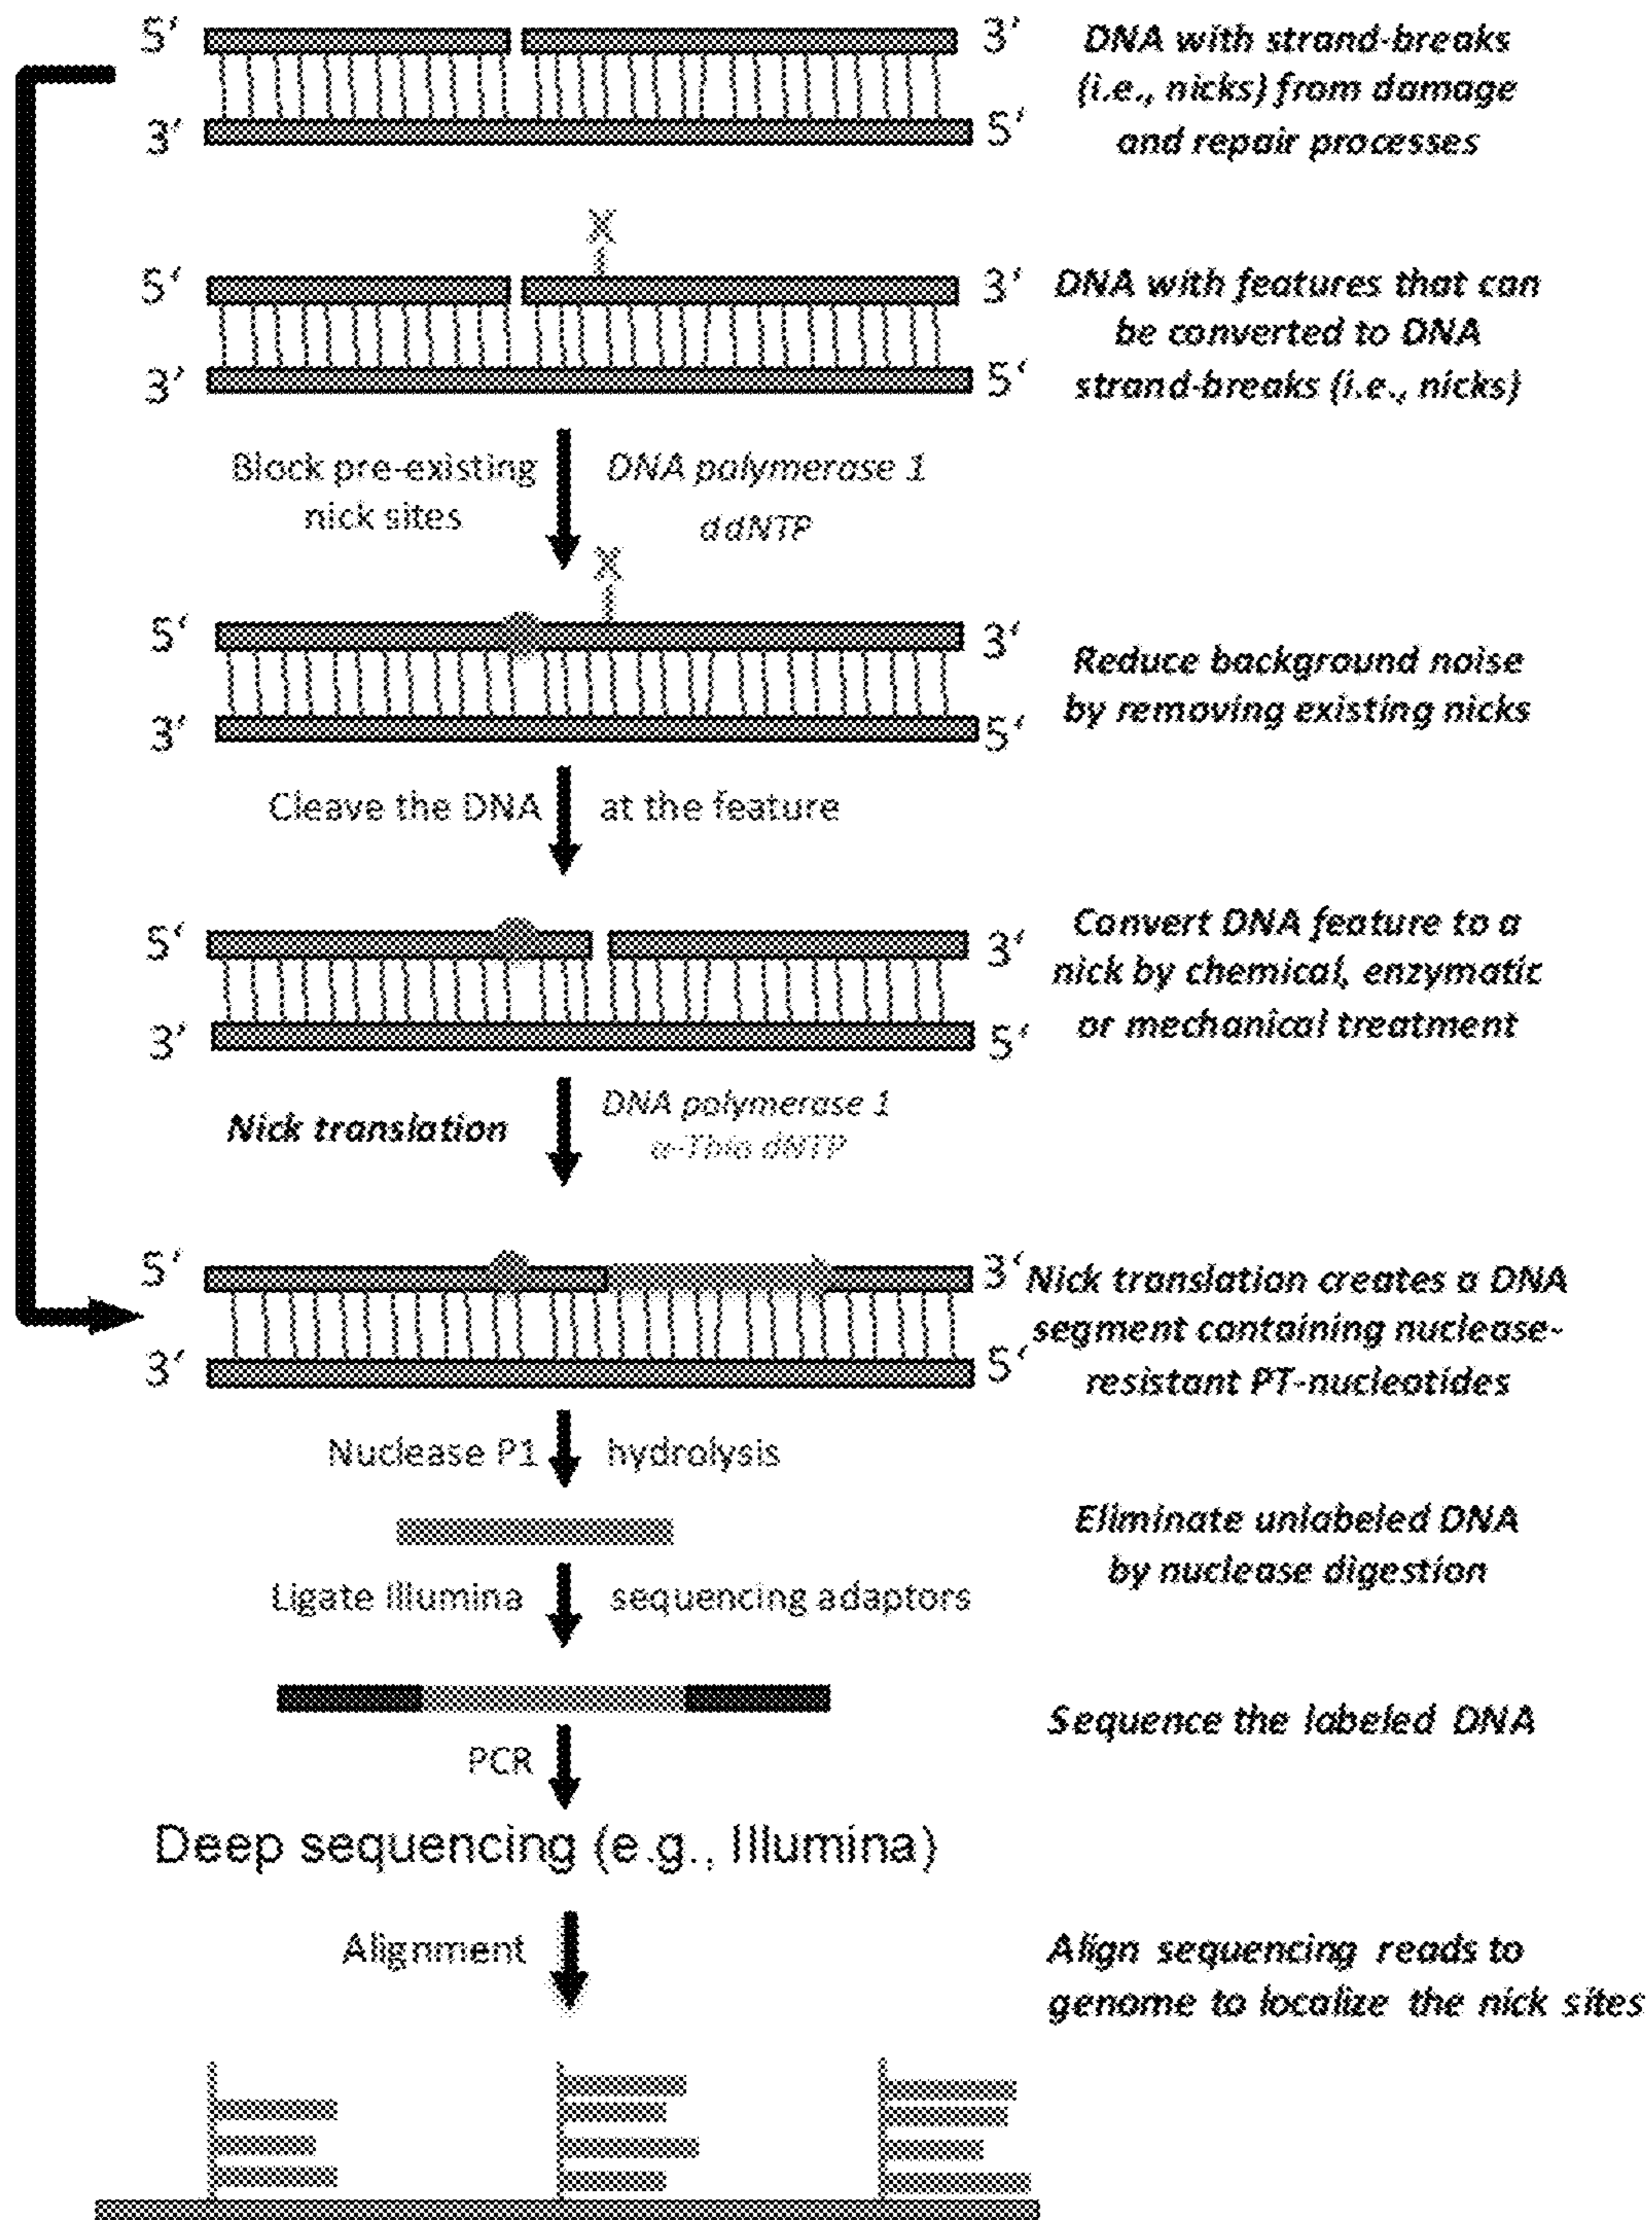 5′ 3′ DNA with strand-breaks
(i.e., nicks) from damage
3′ 5′ and repair processes
X
5′ 3′ DNA with features that can
be converted to DNA
3′ 5′ strand-breaks (i.e., nicks)
Block pre-existing DNA polymerase 1
nick sites ddNTP
X
5′ 3′ Reduce background noise
3′ 5′ by removing existing nicks
Cleave the DNA at the feature
5′ 3′ Convert DNA feature to a
nick by chemical, enzymatic
3′ 5′ or mechanical treatment
Nick translation DNA polymerase 1
α-Thio dNTP
5′ 3′ Nick translation creates a DNA
segment containing nuclease-
3′ 5′ resistant PT-nucleotides
Nuclease P1 hydrolysis
Eliminate unlabeled DNA
by nuclease digestion
Ligate Illumina sequencing adaptors
Sequence the labeled DNA
PCR
Deep sequencing (e.g., Illumina)
Alignment Align sequencing reads to
genome to localize the nick sites